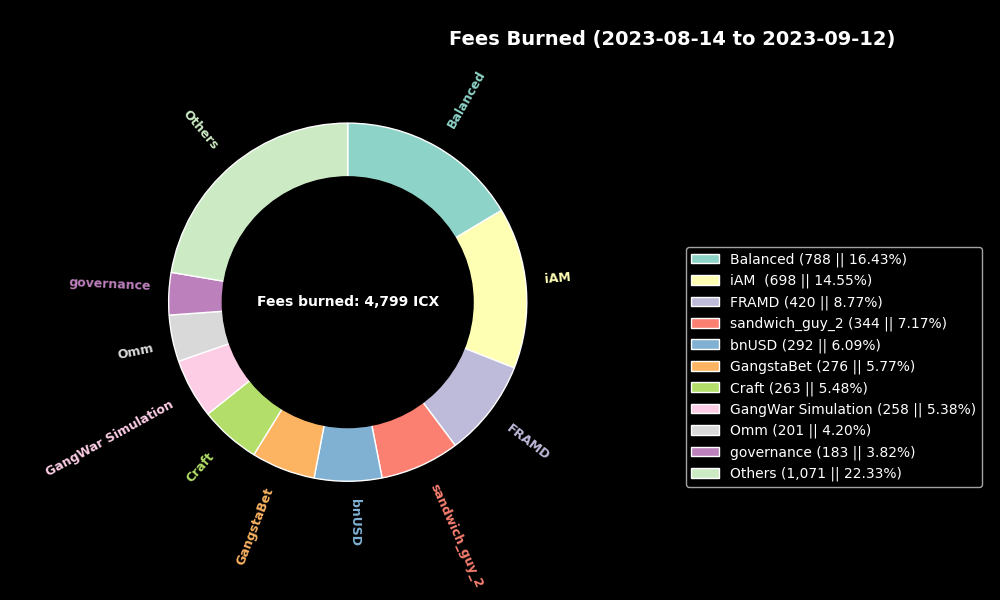 Fees Burned (2023-08-14 to 2023-09-12)
Balanced
Others
iAM
governance
Fees burned: 4,799 ICX
Omm
GangWar Simulation
FRAMD
Craft
GangstaBet
bnUSD
sandwich_guy_2
Balanced (788 || 16.43%)
iAM  (698 || 14.55%)
FRAMD (420 || 8.77%)
sandwich_guy_2 (344 || 7.17%)
bnUSD (292 || 6.09%)
GangstaBet (276 || 5.77%)
Craft (263 || 5.48%)
GangWar Simulation (258 || 5.38%)
Omm (201 || 4.20%)
governance (183 || 3.82%)
Others (1,071 || 22.33%)